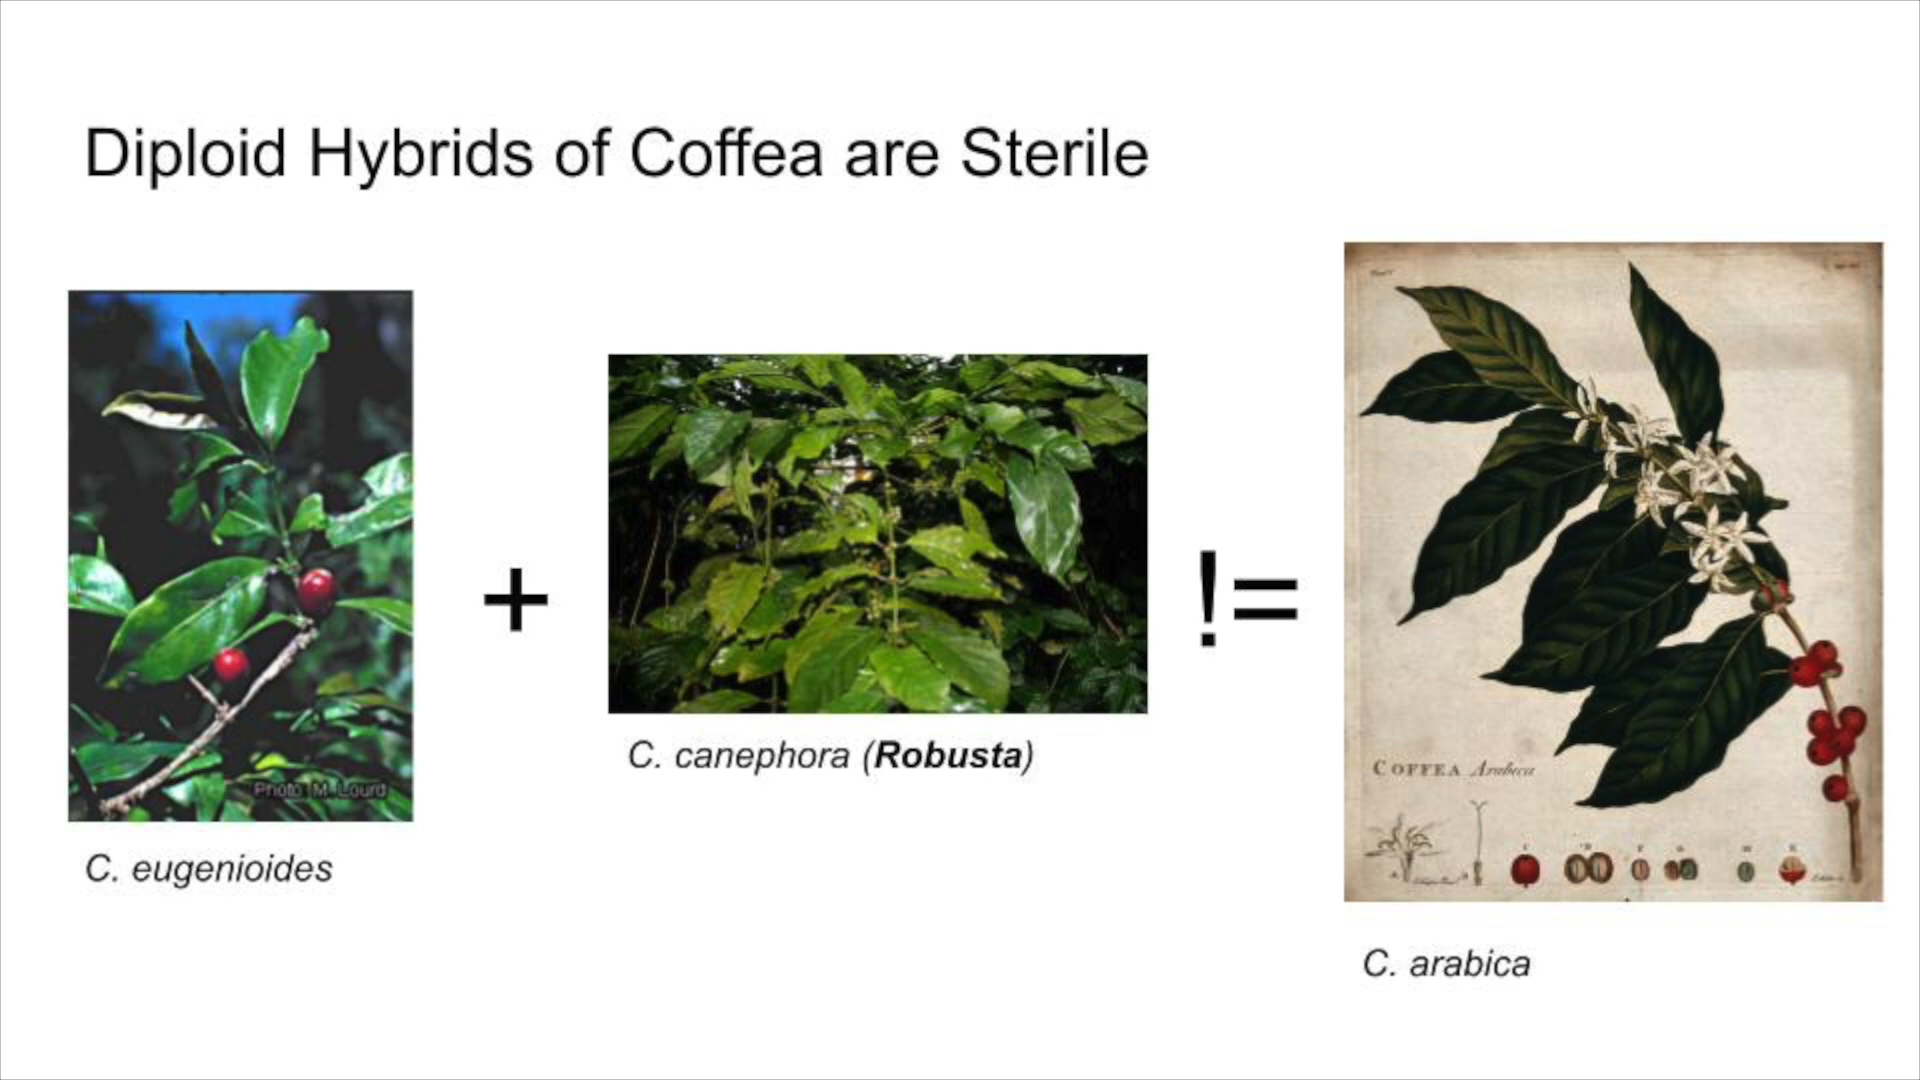 Diploid Hybrids of Coffea are Sterile
+
!=
Photo M. Lourd
C. eugenioides
C. canephora (Robusta)
COFFEA Arabica
C. arabica